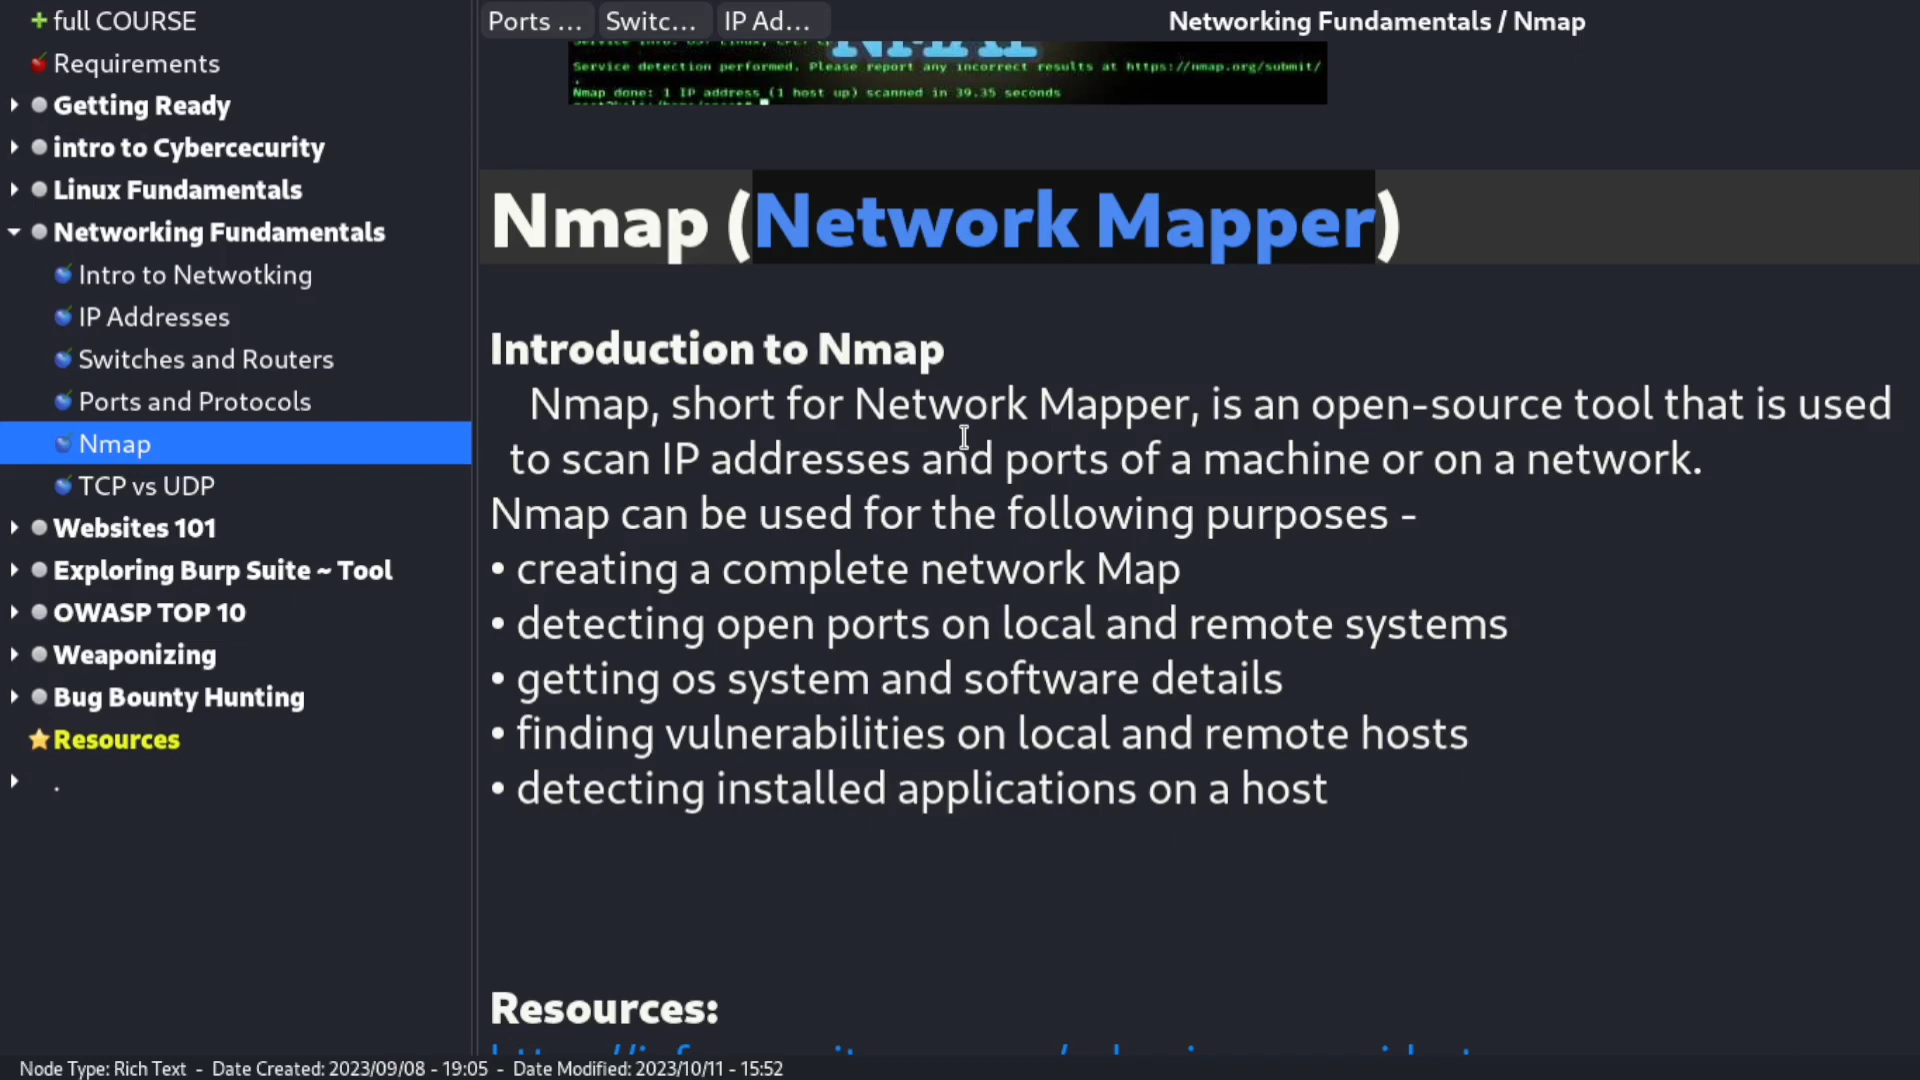 full COURSE
Requirements
Getting Ready
intro to Cybercecurity
Linux Fundamentals
Networking Fundamentals
Intro to Netwotking
IP Addresses
Switches and Routers
Ports and Protocols
Nmap
TCP vs UDP
Websites 101
Exploring Burp Suite ~ Tool
OWASP TOP 10
Weaponizing
Bug Bounty Hunting
Resources
.
Ports ... Switc... IP Ad...
Networking Fundamentals / Nmap
NMAP
Service detection performed. Please report any incorrect results at https://nmap.org/submit/
.
Nmap done: 1 IP address (1 host up) scanned in 39.35 seconds
Nmap (Network Mapper)
Introduction to Nmap
Nmap, short for Network Mapper, is an open-source tool that is used
to scan IP addresses and ports of a machine or on a network.
Nmap can be used for the following purposes -
• creating a complete network Map
• detecting open ports on local and remote systems
• getting os system and software details
• finding vulnerabilities on local and remote hosts
• detecting installed applications on a host
Resources:
Node Type: Rich Text - Date Created: 2023/09/08 - 19:05 - Date Modified: 2023/10/11 - 15:52